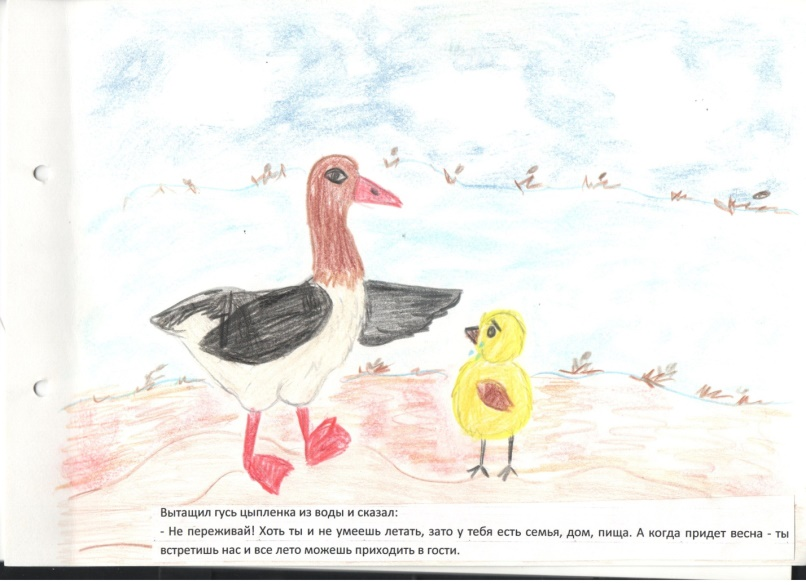 Вытащил гусь цыпленка из воды и сказал:
- Не переживай! Хоть ты и не умеешь летать, зато у тебя есть семья, дом, пища. А когда придет весна - ты
встретишь нас и все лето можешь приходить в гости.